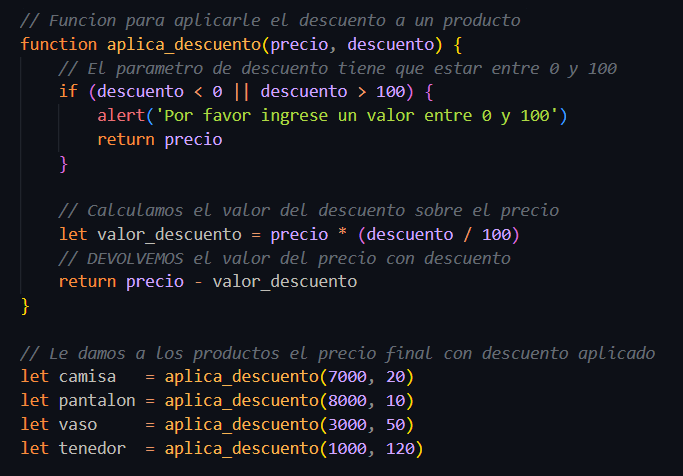 // Funcion para aplicarle el descuento a un producto
function aplica_descuento(precio, descuento) {
    // El parametro de descuento tiene que estar entre 0 y 100
    if (descuento < 0 || descuento > 100) {
        alert('Por favor ingrese un valor entre 0 y 100')
        return precio
    }

    // Calculamos el valor del descuento sobre el precio
    let valor_descuento = precio * (descuento / 100)
    // DEVOLVEMOS el valor del precio con descuento
    return precio - valor_descuento
}

// Le damos a los productos el precio final con descuento aplicado
let camisa   = aplica_descuento(7000, 20)
let pantalon = aplica_descuento(8000, 10)
let vaso     = aplica_descuento(3000, 50)
let tenedor  = aplica_descuento(1000, 120)